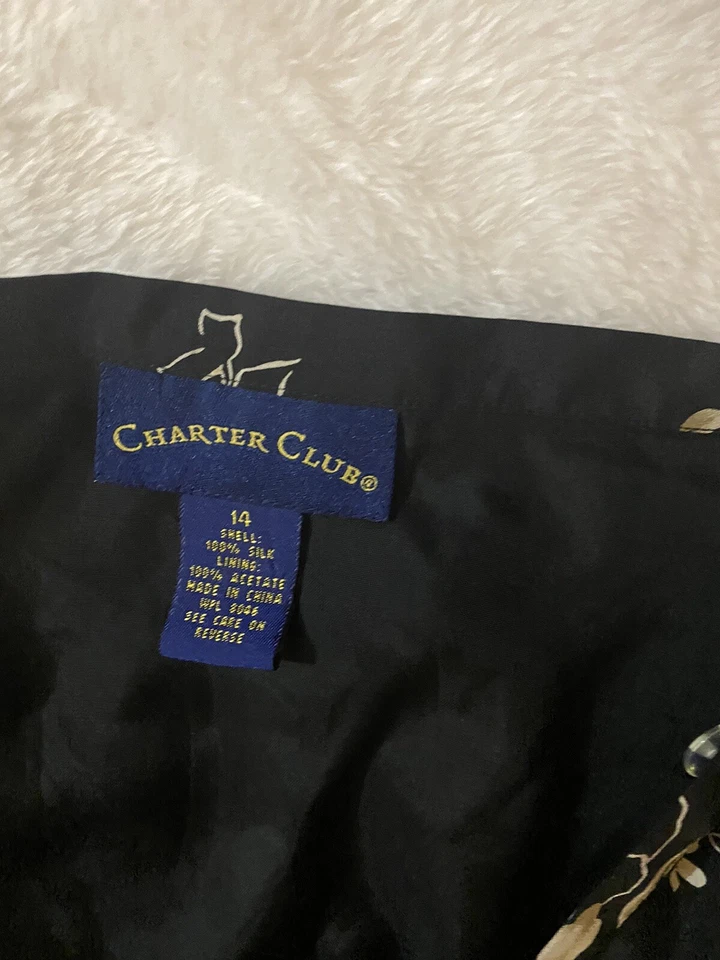 CHARTER CLUB®
14
SHELL:
100% SILK
LINING:
100% ACETATE
MADE IN CHINA
WPL 8046
SEE CARE ON
REVERSE